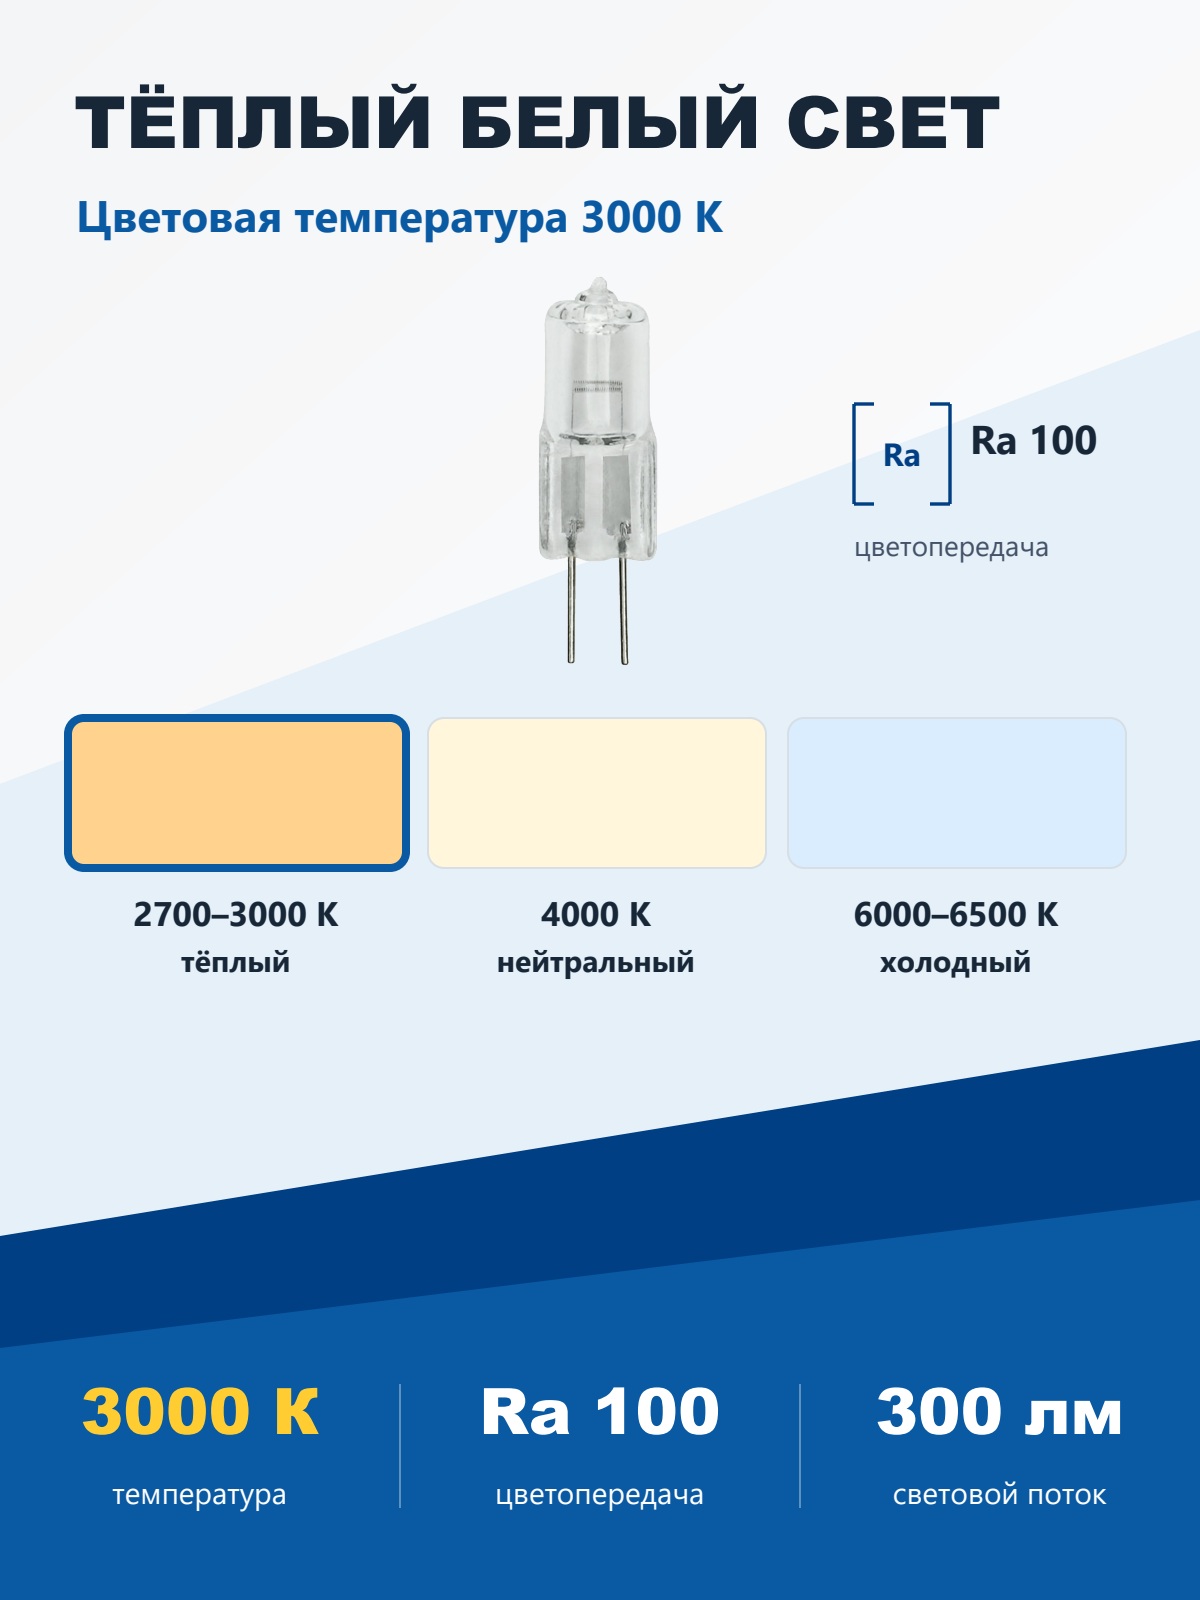 ТЁПЛЫЙ БЕЛЫЙ СВЕТ
Цветовая температура 3000 К
Ra
Ra 100
цветопередача
2700–3000 К
тёплый
4000 К
нейтральный
6000–6500 К
холодный
3000 К
температура
Ra 100
цветопередача
300 лм
световой поток